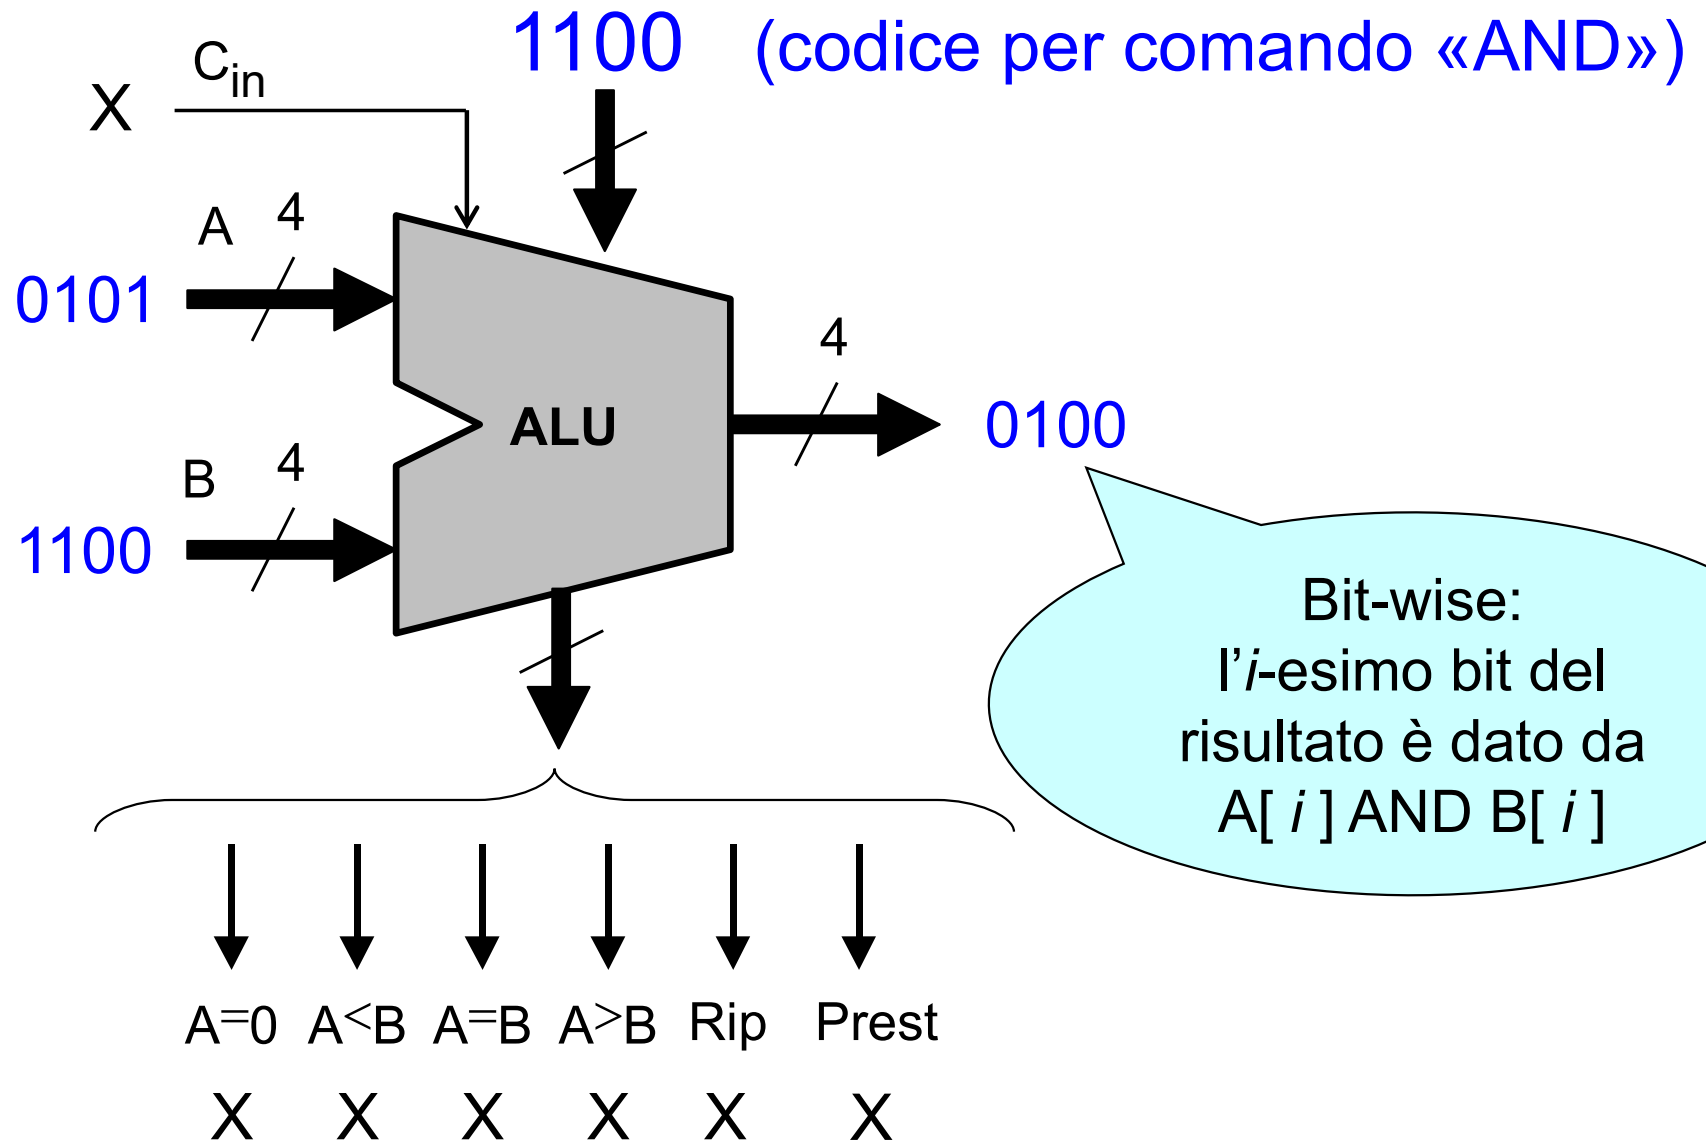 1100 (codice per comando «AND»)
Cin
X
A 4
0101
4
ALU
0100
B 4
1100
Bit-wise:
l'i-esimo bit del
risultato è dato da
A[ i ] AND B[ i ]
A=0 A<B A=B A>B Rip Prest
X X X X X X